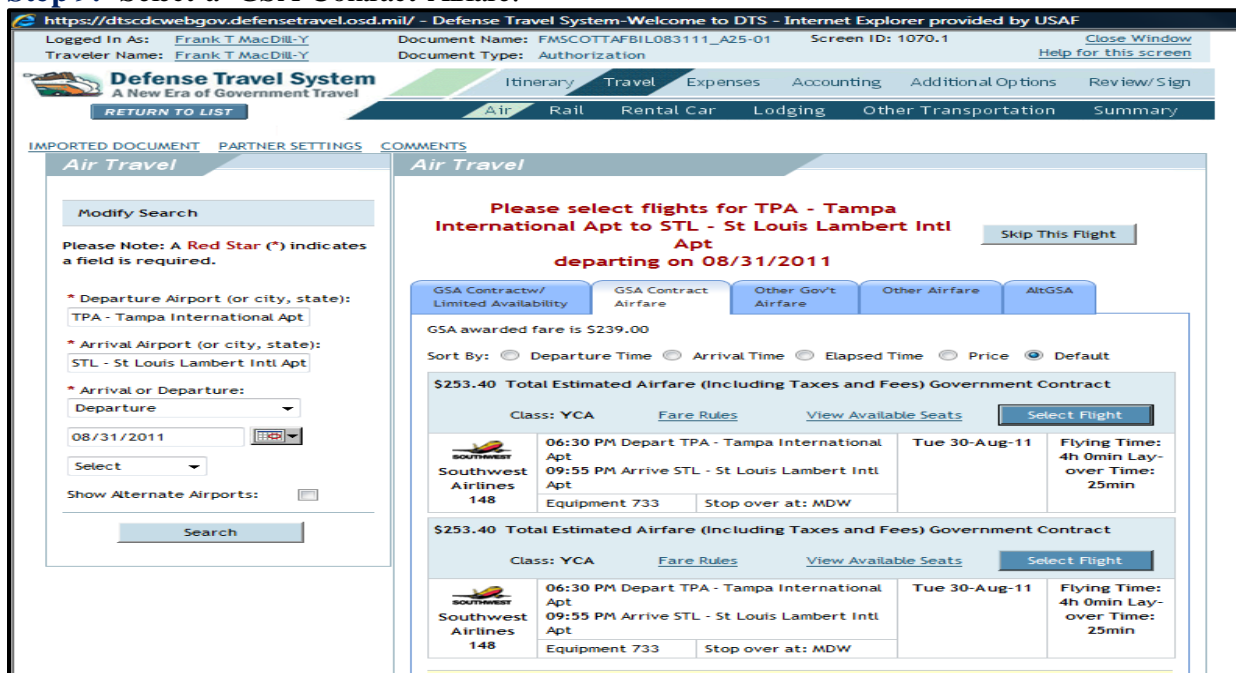 Step 9: Select a GSA Contract Airfare.
https://dtscdcwebgov.defensetravel.osd.mil/ - Defense Travel System-Welcome to DTS - Internet Explorer provided by USAF
Logged In As: Frank T MacDill-Y Document Name: FMSCOTTAFBIL083111_A25-01 Screen ID: 1070.1 Close Window
Traveler Name: Frank T MacDill-Y Document Type: Authorization Help for this screen
Defense Travel System
A New Era of Government Travel
Itinerary Travel Expenses Accounting Additional Options Review/Sign
RETURN TO LIST
Air Rail Rental Car Lodging Other Transportation Summary
IMPORTED DOCUMENT PARTNER SETTINGS COMMENTS
Air Travel
Modify Search
Please Note: A Red Star (*) indicates
a field is required.
* Departure Airport (or city, state):
TPA - Tampa International Apt
* Arrival Airport (or city, state):
STL - St Louis Lambert Intl Apt
* Arrival or Departure:
Departure
08/31/2011
Select
Show Alternate Airports:
Search
Air Travel
Please select flights for TPA - Tampa
International Apt to STL - St Louis Lambert Intl
Apt
departing on 08/31/2011
Skip This Flight
GSA Contractw/
Limited Availability
GSA Contract
Airfare
Other Gov't
Airfare
Other Airfare
AltGSA
GSA awarded fare is $239.00
Sort By: Departure Time Arrival Time Elapsed Time Price Default
$253.40 Total Estimated Airfare (Including Taxes and Fees) Government Contract
Class: YCA Fare Rules View Available Seats Select Flight
SOUTHWEST
Southwest
Airlines
148
06:30 PM Depart TPA - Tampa International
Apt
09:55 PM Arrive STL - St Louis Lambert Intl
Apt
Equipment 733 Stop over at: MDW
Tue 30-Aug-11
Flying Time:
4h 0min Lay-
over Time:
25min
$253.40 Total Estimated Airfare (Including Taxes and Fees) Government Contract
Class: YCA Fare Rules View Available Seats Select Flight
SOUTHWEST
Southwest
Airlines
148
06:30 PM Depart TPA - Tampa International
Apt
09:55 PM Arrive STL - St Louis Lambert Intl
Apt
Equipment 733 Stop over at: MDW
Tue 30-Aug-11
Flying Time:
4h 0min Lay-
over Time:
25min